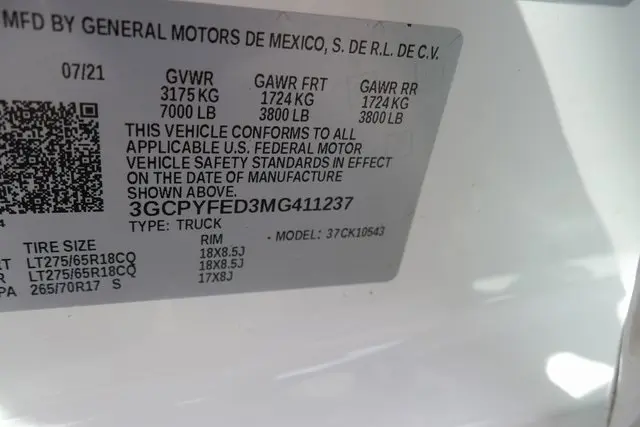 MFD BY GENERAL MOTORS DE MEXICO, S. DE R.L. DE C.V.
07/21 GVWR GAWR FRT GAWR RR
3175 KG 1724 KG 1724 KG
7000 LB 3800 LB 3800 LB
THIS VEHICLE CONFORMS TO ALL
APPLICABLE U.S. FEDERAL MOTOR
VEHICLE SAFETY STANDARDS IN EFFECT
ON THE DATE OF MANUFACTURE
SHOWN ABOVE.
3GCPYFED3MG411237
TYPE: TRUCK - MODEL: 37CK10543
TIRE SIZE RIM
RT LT275/65R18CQ 18X8.5J
R LT275/65R18CQ 18X8.5J
PA 265/70R17 S 17X8J